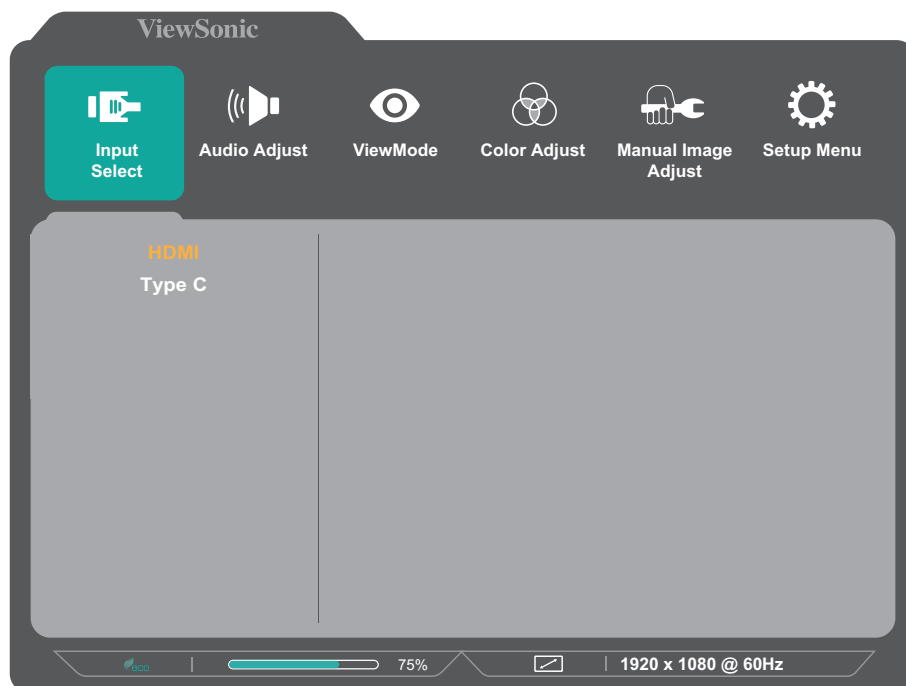 ViewSonic
Input
Select
Audio Adjust
ViewMode
Color Adjust
Manual Image
Adjust
Setup Menu
HDMI
Type C
eco
75%
1920 x 1080 @ 60Hz